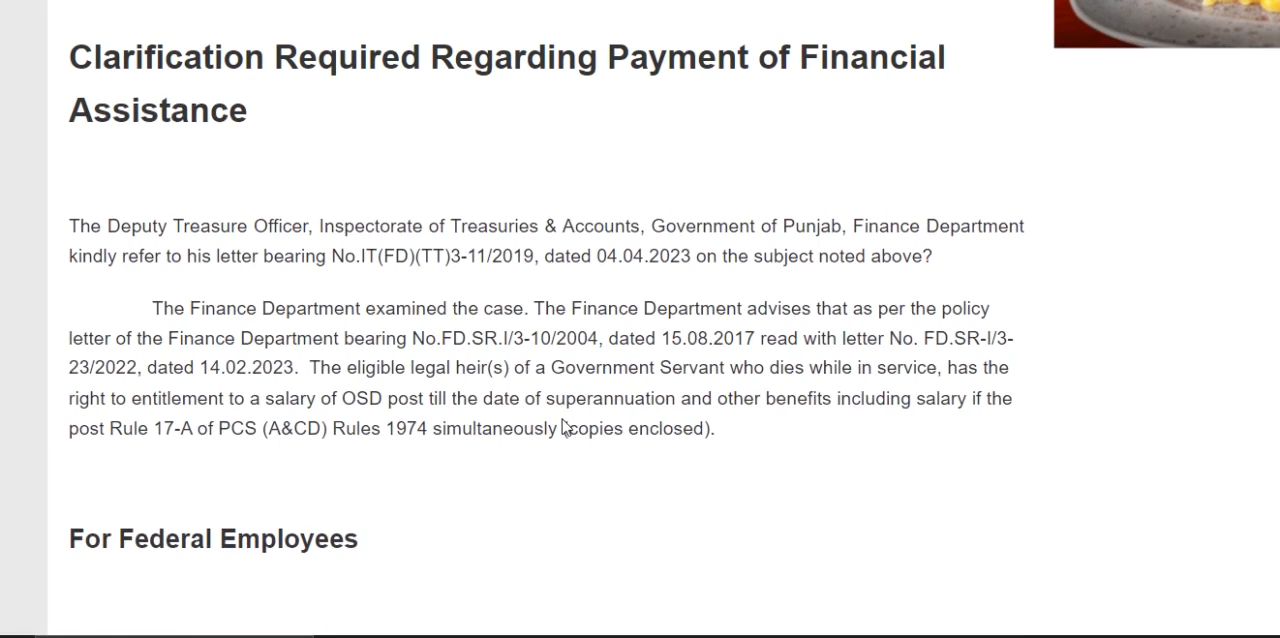 Clarification Required Regarding Payment of Financial
Assistance
The Deputy Treasure Officer, Inspectorate of Treasuries & Accounts, Government of Punjab, Finance Department
kindly refer to his letter bearing No.IT(FD)(TT)3-11/2019, dated 04.04.2023 on the subject noted above?
The Finance Department examined the case. The Finance Department advises that as per the policy
letter of the Finance Department bearing No.FD.SR.I/3-10/2004, dated 15.08.2017 read with letter No. FD.SR-I/3-
23/2022, dated 14.02.2023.  The eligible legal heir(s) of a Government Servant who dies while in service, has the
right to entitlement to a salary of OSD post till the date of superannuation and other benefits including salary if the
post Rule 17-A of PCS (A&CD) Rules 1974 simultaneously (copies enclosed).
For Federal Employees